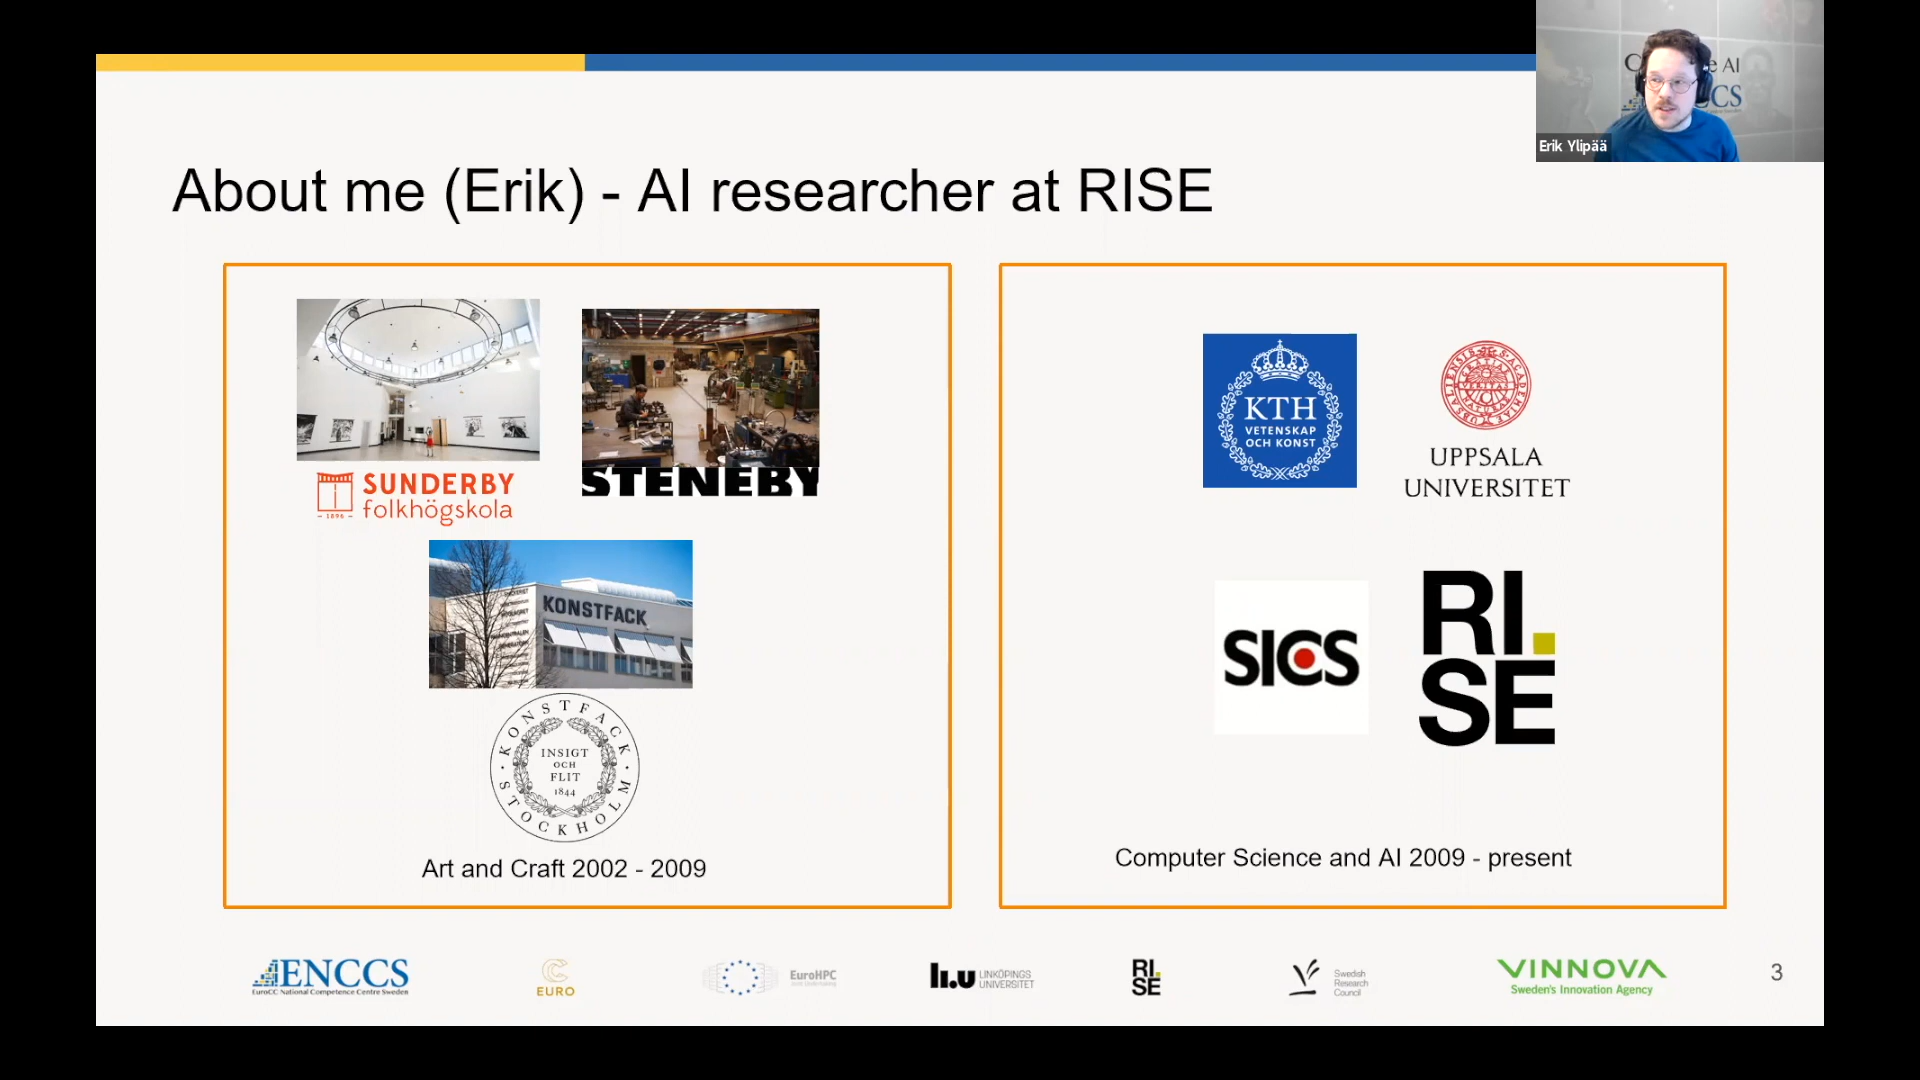 Erik Ylipää
About me (Erik) - AI researcher at RISE
SUNDERBY
folkhögskola
- 1896 -
STENEBY
KONSTFACK
KONSTFACK · STOCKHOLM ·
INSIGT
OCH
FLIT
1844
Art and Craft 2002 - 2009
KTH
VETENSKAP
OCH KONST
UPPSALA
UNIVERSITET
SICS
RI.
SE
Computer Science and AI 2009 - present
ENCCS
EuroCC National Competence Centre Sweden
EURO
EuroHPC
Joint Undertaking
LI.U LINKÖPINGS
UNIVERSITET
RI.
SE
Swedish
Research
Council
VINNOVA
Sweden's Innovation Agency
3